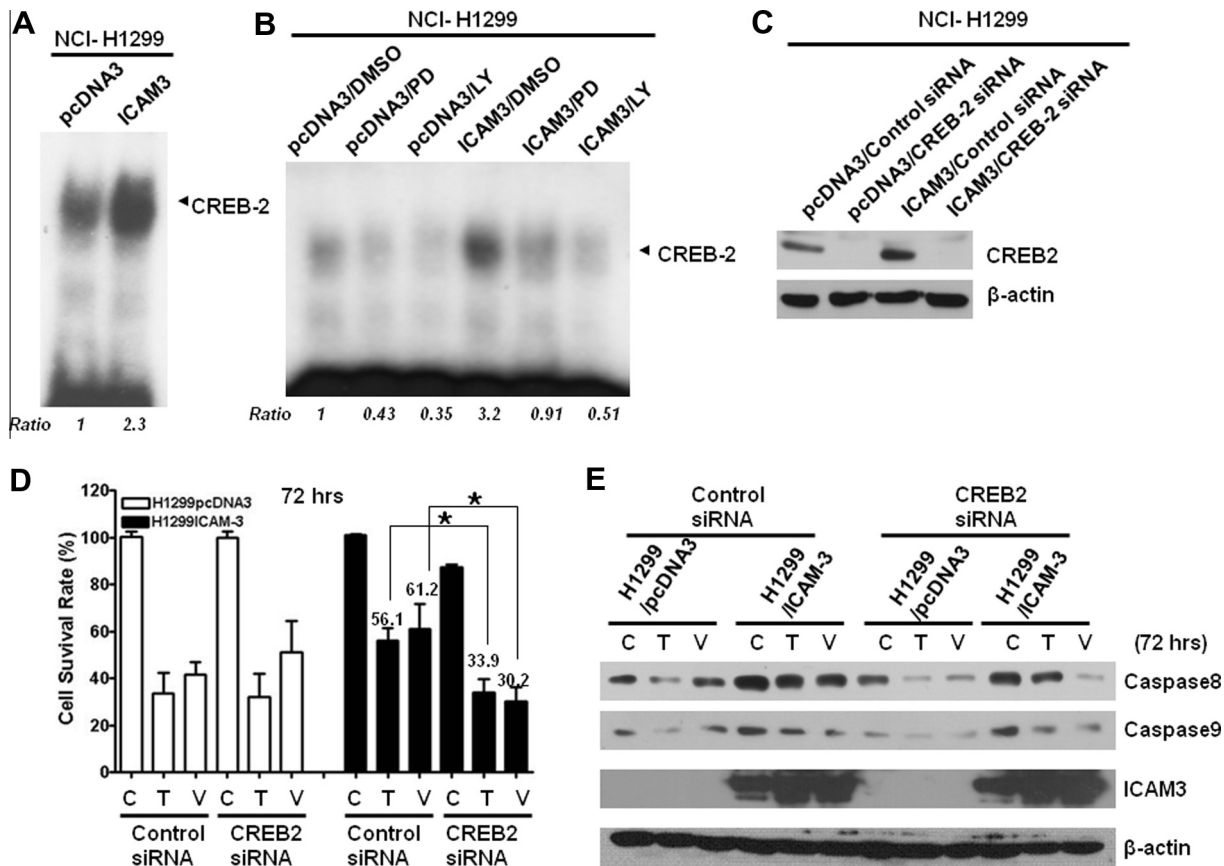 A
NCI- H1299
pcDNA3
ICAM3
CREB-2
Ratio 1 2.3
B
NCI- H1299
pcDNA3/DMSO
pcDNA3/PD
pcDNA3/LY
ICAM3/DMSO
ICAM3/PD
ICAM3/LY
CREB-2
Ratio 1 0.43 0.35 3.2 0.91 0.51
C
NCI- H1299
pcDNA3/Control siRNA
pcDNA3/CREB-2 siRNA
ICAM3/Control siRNA
ICAM3/CREB-2 siRNA
CREB2
β-actin
D
72 hrs
H1299pcDNA3
H1299ICAM-3
Cell Suvival Rate (%)
120
100
80
60
40
20
0
* *
56.1 61.2 33.9 30.2
C T V C T V C T V C T V
Control siRNA
CREB2 siRNA
Control siRNA
CREB2 siRNA
E
Control siRNA
CREB2 siRNA
H1299 /pcDNA3
H1299 /ICAM-3
H1299 /pcDNA3
H1299 /ICAM-3
C T V C T V C T V C T V (72 hrs)
Caspase8
Caspase9
ICAM3
β-actin